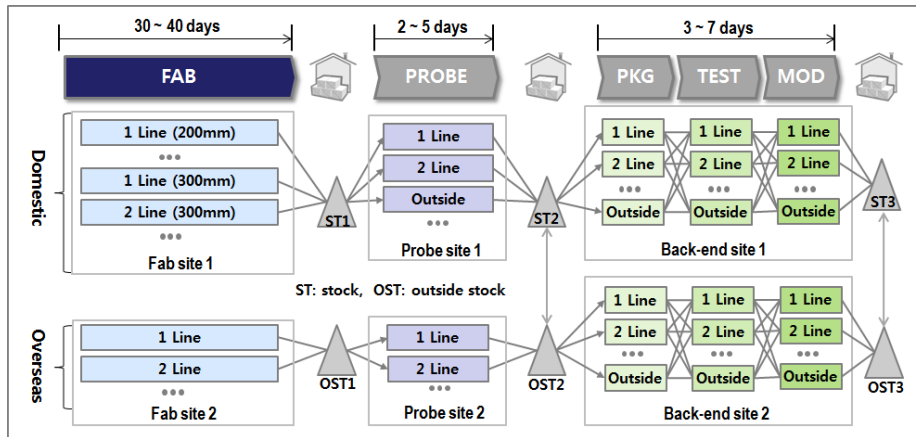 30 ~ 40 days
2 ~ 5 days
3 ~ 7 days
FAB
PROBE
PKG
TEST
MOD
Domestic
1 Line (200mm)
•••
1 Line (300mm)
2 Line (300mm)
•••
Fab site 1
ST1
1 Line
2 Line
Outside
•••
Probe site 1
ST2
1 Line
1 Line
1 Line
2 Line
2 Line
2 Line
•••
•••
•••
Outside
Outside
Outside
Back-end site 1
ST3
ST: stock, OST: outside stock
Overseas
1 Line
2 Line
•••
Fab site 2
OST1
1 Line
2 Line
•••
Probe site 2
OST2
1 Line
1 Line
1 Line
2 Line
2 Line
2 Line
•••
•••
•••
Outside
Outside
Outside
Back-end site 2
OST3